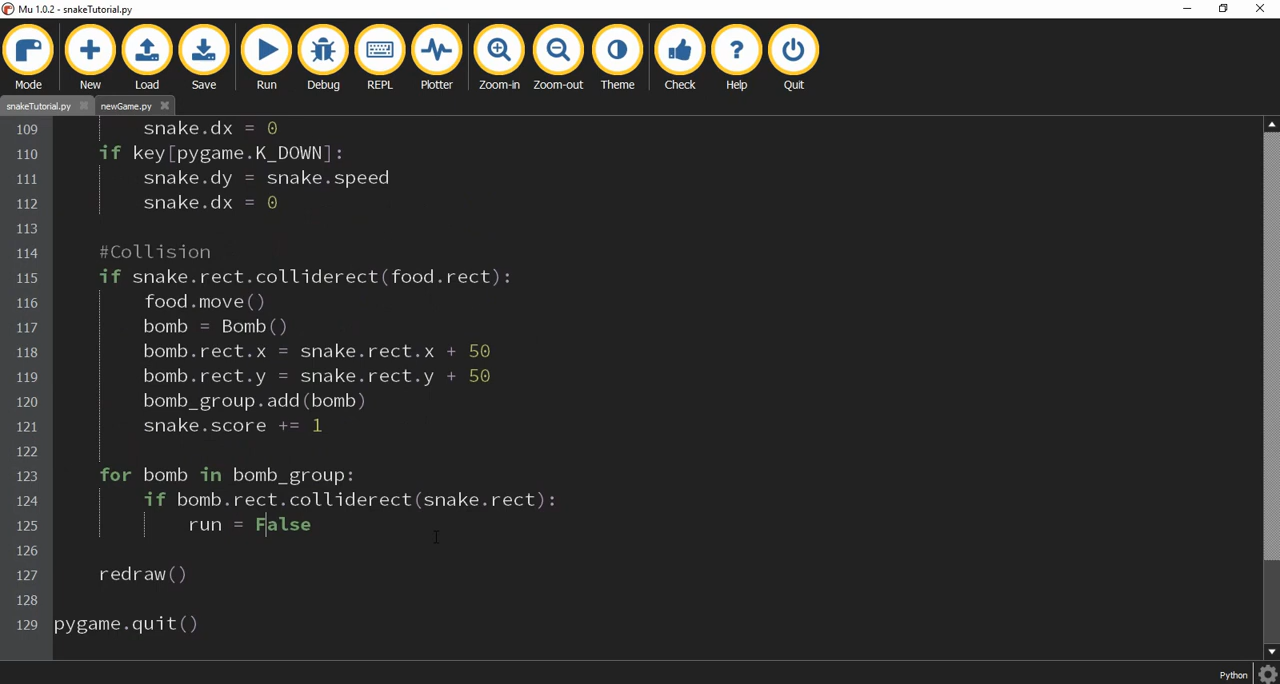 Mu 1.0.2 - snakeTutorial.py
Mode New Load Save Run Debug REPL Plotter Zoom-in Zoom-out Theme Check Help Quit
snakeTutorial.py newGame.py
109 snake.dx = 0
110 if key[pygame.K_DOWN]:
111 snake.dy = snake.speed
112 snake.dx = 0
113
114 #Collision
115 if snake.rect.colliderect(food.rect):
116 food.move()
117 bomb = Bomb()
118 bomb.rect.x = snake.rect.x + 50
119 bomb.rect.y = snake.rect.y + 50
120 bomb_group.add(bomb)
121 snake.score += 1
122
123 for bomb in bomb_group:
124 if bomb.rect.colliderect(snake.rect):
125 run = False
126
127 redraw()
128
129 pygame.quit()
Python